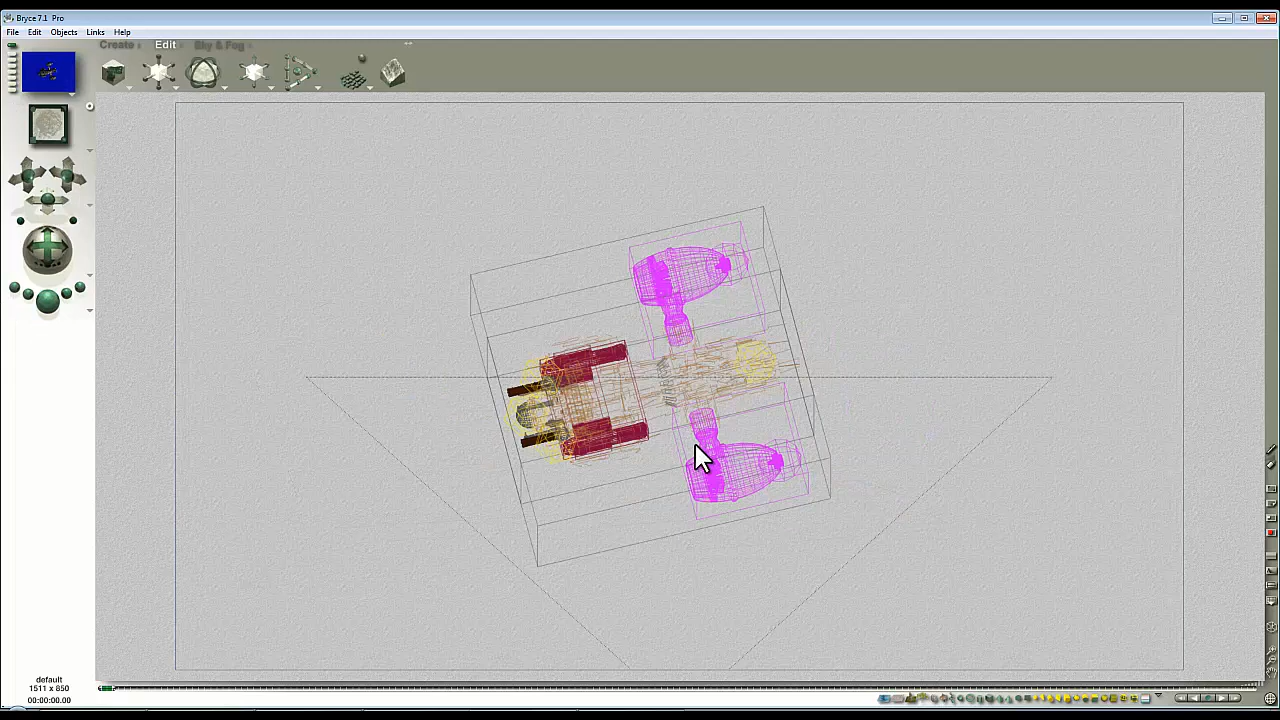 Bryce 7.1 Pro
File Edit Objects Links Help
Create Edit Sky & Fog
default
1511 x 850
00:00:00.00